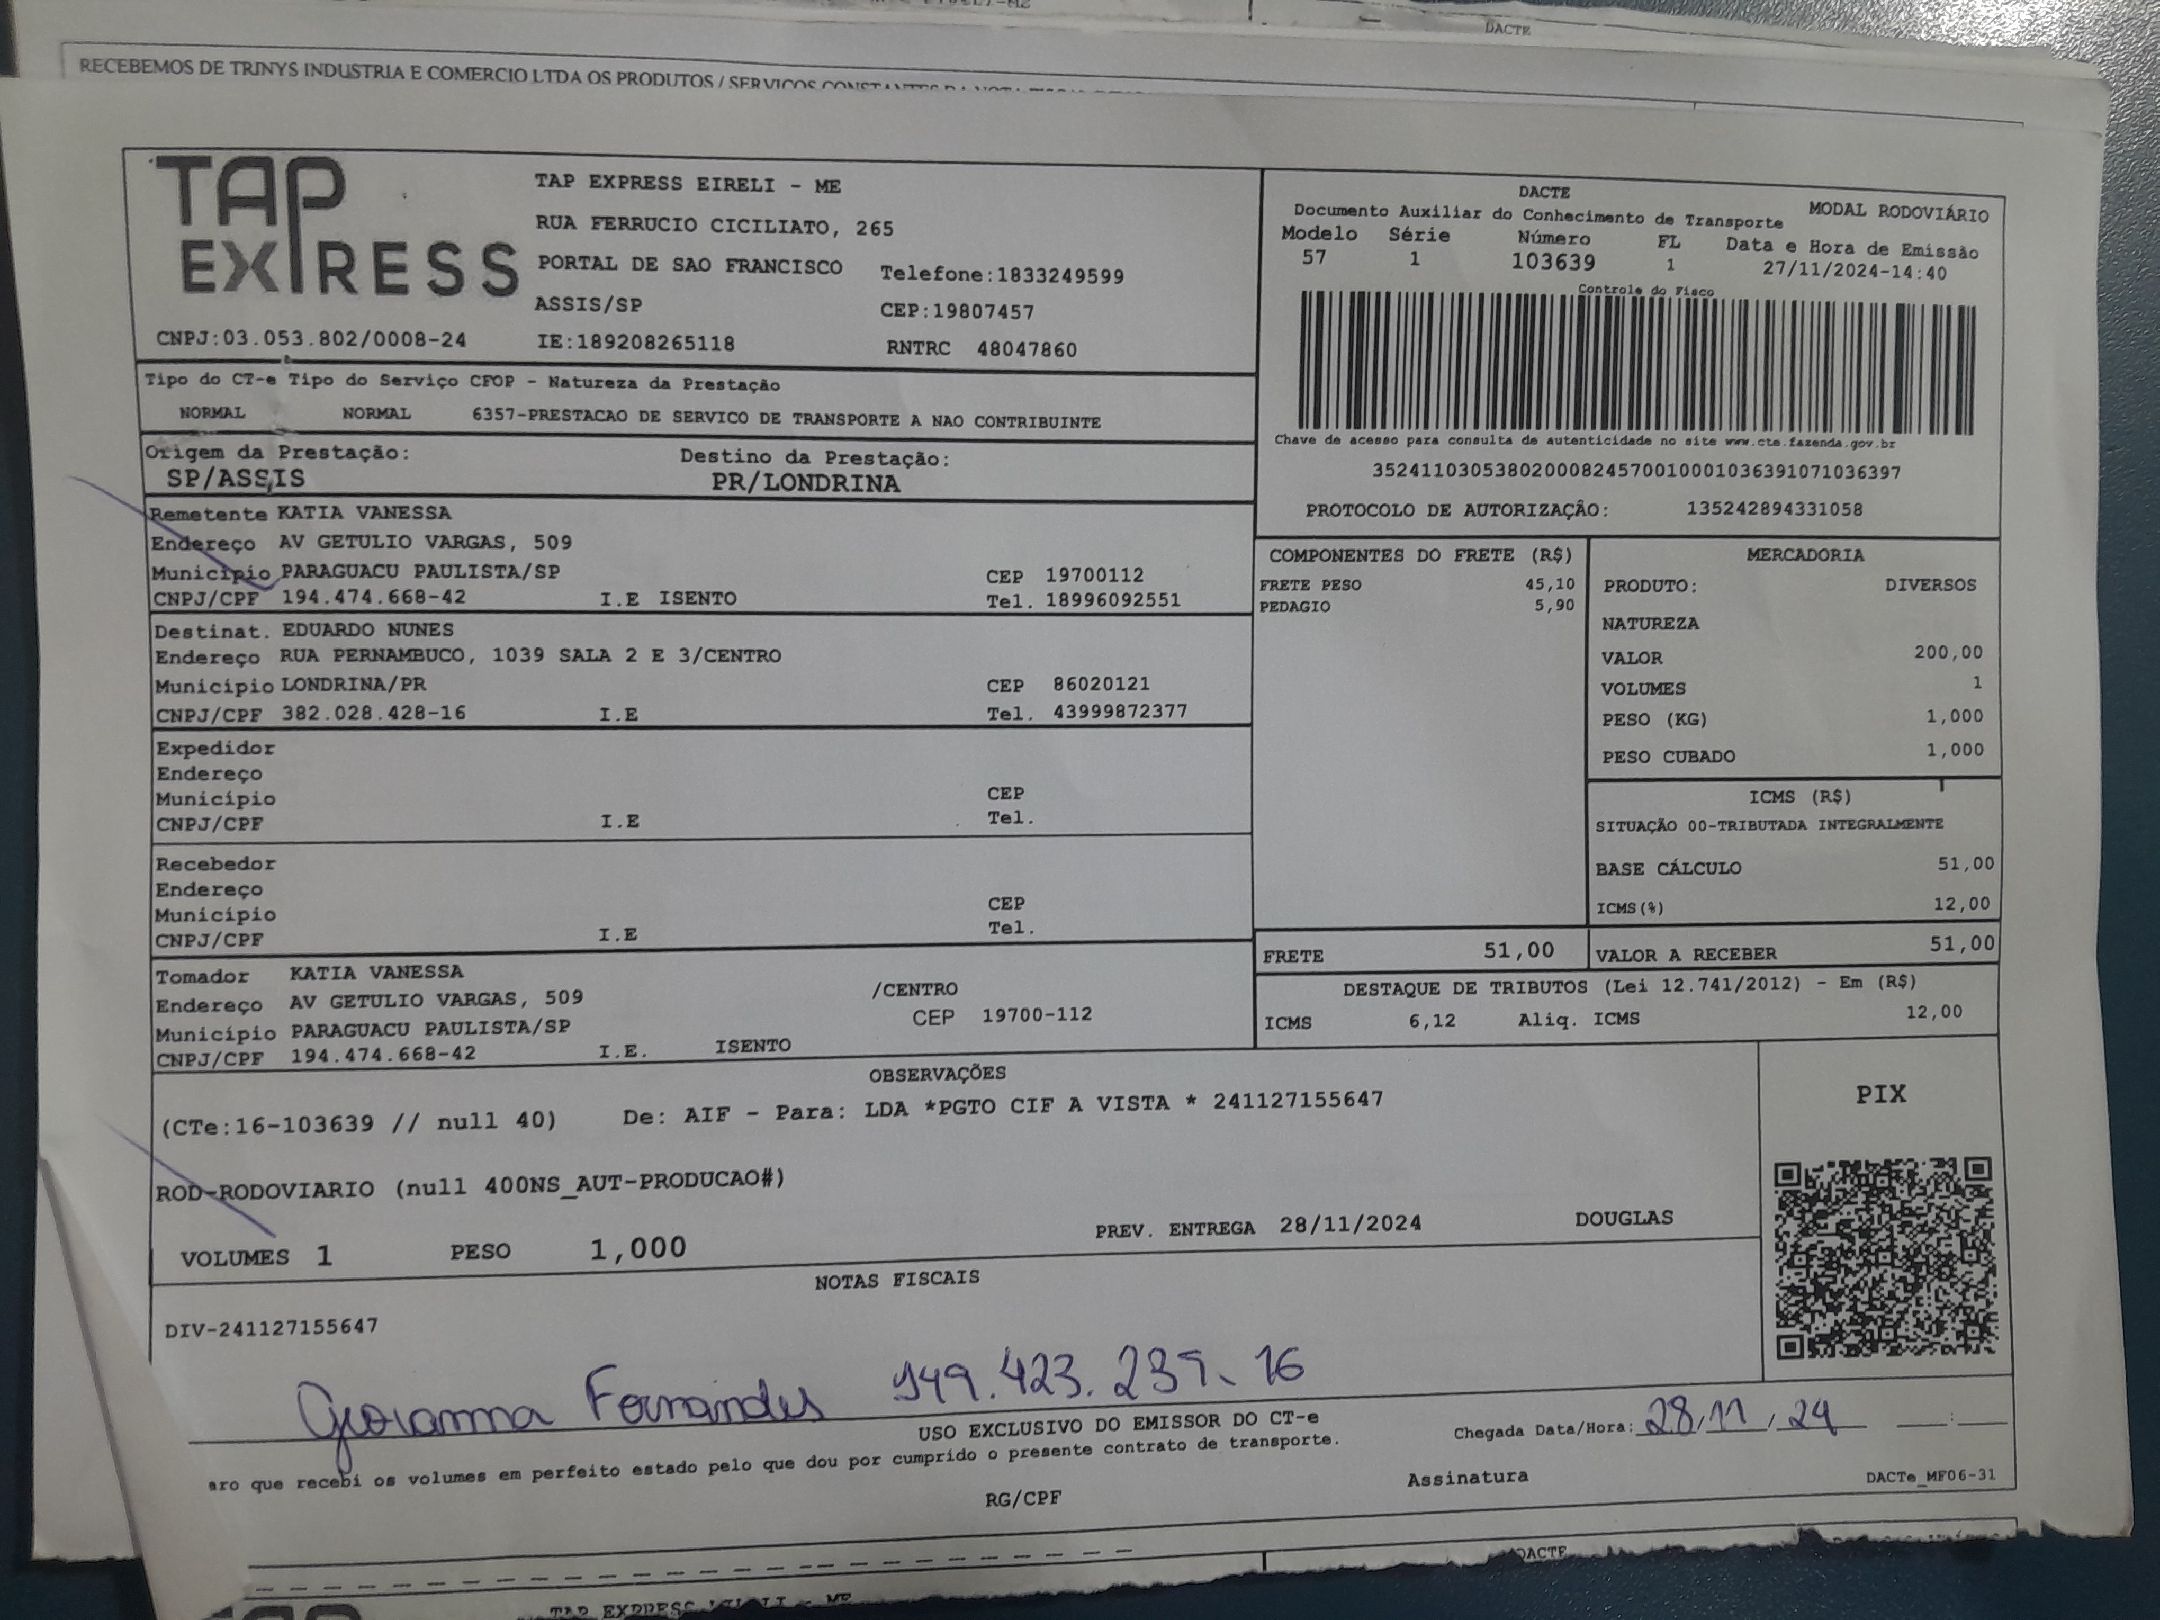 DACTE
RECEBEMOS DE TRINYS INDUSTRIA E COMERCIO LTDA OS PRODUTOS / SERVIÇOS CONSTANTES DA NOTA
TAP EXPRESS
TAP EXPRESS EIRELI - ME
RUA FERRUCIO CICILIATO, 265
PORTAL DE SAO FRANCISCO Telefone:1833249599
ASSIS/SP CEP:19807457
CNPJ:03.053.802/0008-24 IE:189208265118 RNTRC 48047860
DACTE
Documento Auxiliar do Conhecimento de Transporte MODAL RODOVIÁRIO
Modelo Série Número FL Data e Hora de Emissão
57 1 103639 1 27/11/2024-14:40
Controle do Fisco
Chave de acesso para consulta de autenticidade no site www.cte.fazenda.gov.br
35241103053802000824570010001036391071036397
PROTOCOLO DE AUTORIZAÇÃO: 135242894331058
Tipo do CT-e Tipo do Serviço CFOP - Natureza da Prestação
NORMAL NORMAL 6357-PRESTACAO DE SERVICO DE TRANSPORTE A NAO CONTRIBUINTE
Origem da Prestação: Destino da Prestação:
SP/ASSIS PR/LONDRINA
Remetente KATIA VANESSA
Endereço AV GETULIO VARGAS, 509
Município PARAGUACU PAULISTA/SP CEP 19700112
CNPJ/CPF 194.474.668-42 I.E ISENTO Tel. 18996092551
Destinat. EDUARDO NUNES
Endereço RUA PERNAMBUCO, 1039 SALA 2 E 3/CENTRO
Município LONDRINA/PR CEP 86020121
CNPJ/CPF 382.028.428-16 I.E Tel. 43999872377
Expedidor
Endereço
Município CEP
CNPJ/CPF I.E Tel.
Recebedor
Endereço
Município CEP
CNPJ/CPF I.E Tel.
Tomador KATIA VANESSA
Endereço AV GETULIO VARGAS, 509 /CENTRO
Município PARAGUACU PAULISTA/SP CEP 19700-112
CNPJ/CPF 194.474.668-42 I.E. ISENTO
COMPONENTES DO FRETE (R$)
FRETE PESO 45,10
PEDAGIO 5,90
MERCADORIA
PRODUTO: DIVERSOS
NATUREZA
VALOR 200,00
VOLUMES 1
PESO (KG) 1,000
PESO CUBADO 1,000
ICMS (R$)
SITUAÇÃO 00-TRIBUTADA INTEGRALMENTE
BASE CÁLCULO 51,00
ICMS(%) 12,00
FRETE 51,00 VALOR A RECEBER 51,00
DESTAQUE DE TRIBUTOS (Lei 12.741/2012) - Em (R$)
ICMS 6,12 Aliq. ICMS 12,00
OBSERVAÇÕES
(CTe:16-103639 // null 40) De: AIF - Para: LDA *PGTO CIF A VISTA * 241127155647
ROD-RODOVIARIO (null 400NS_AUT-PRODUCAO#)
PREV. ENTREGA 28/11/2024 DOUGLAS
VOLUMES 1 PESO 1,000
PIX
NOTAS FISCAIS
DIV-241127155647
Giovanna Fernandes 149.423.239-16
USO EXCLUSIVO DO EMISSOR DO CT-e
Chegada Data/Hora: 28/11/24 __:__
aro que recebi os volumes em perfeito estado pelo que dou por cumprido o presente contrato de transporte.
RG/CPF Assinatura DACTe_MF06-31
DACTE
TAP EXPRESS EIRELI - ME